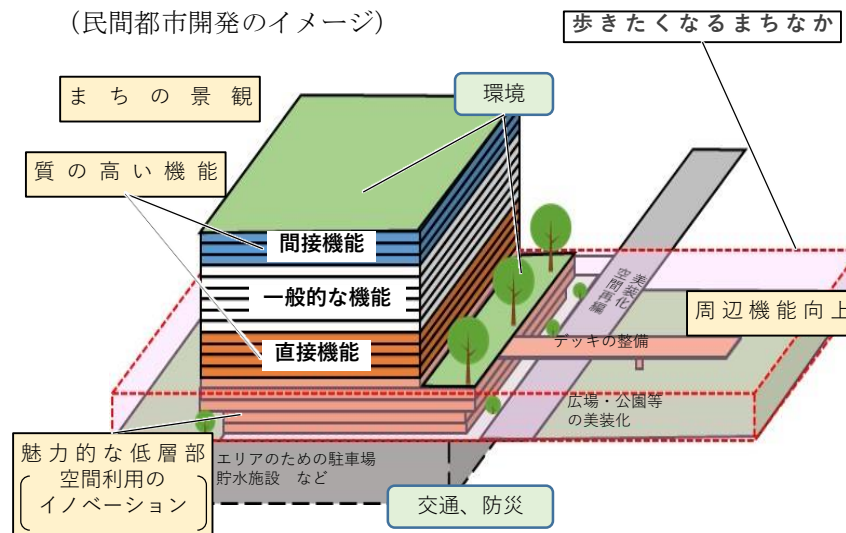 (民間都市開発のイメージ)
歩きたくなるまちなか
まちの景観
環境
質の高い機能
間接機能
一般的な機能
直接機能
美装化
空間再編
周辺機能向上
デッキの整備
広場・公園等
の美装化
魅力的な低層部
空間利用の
イノベーション
エリアのための駐車場
貯水施設 など
交通、防災